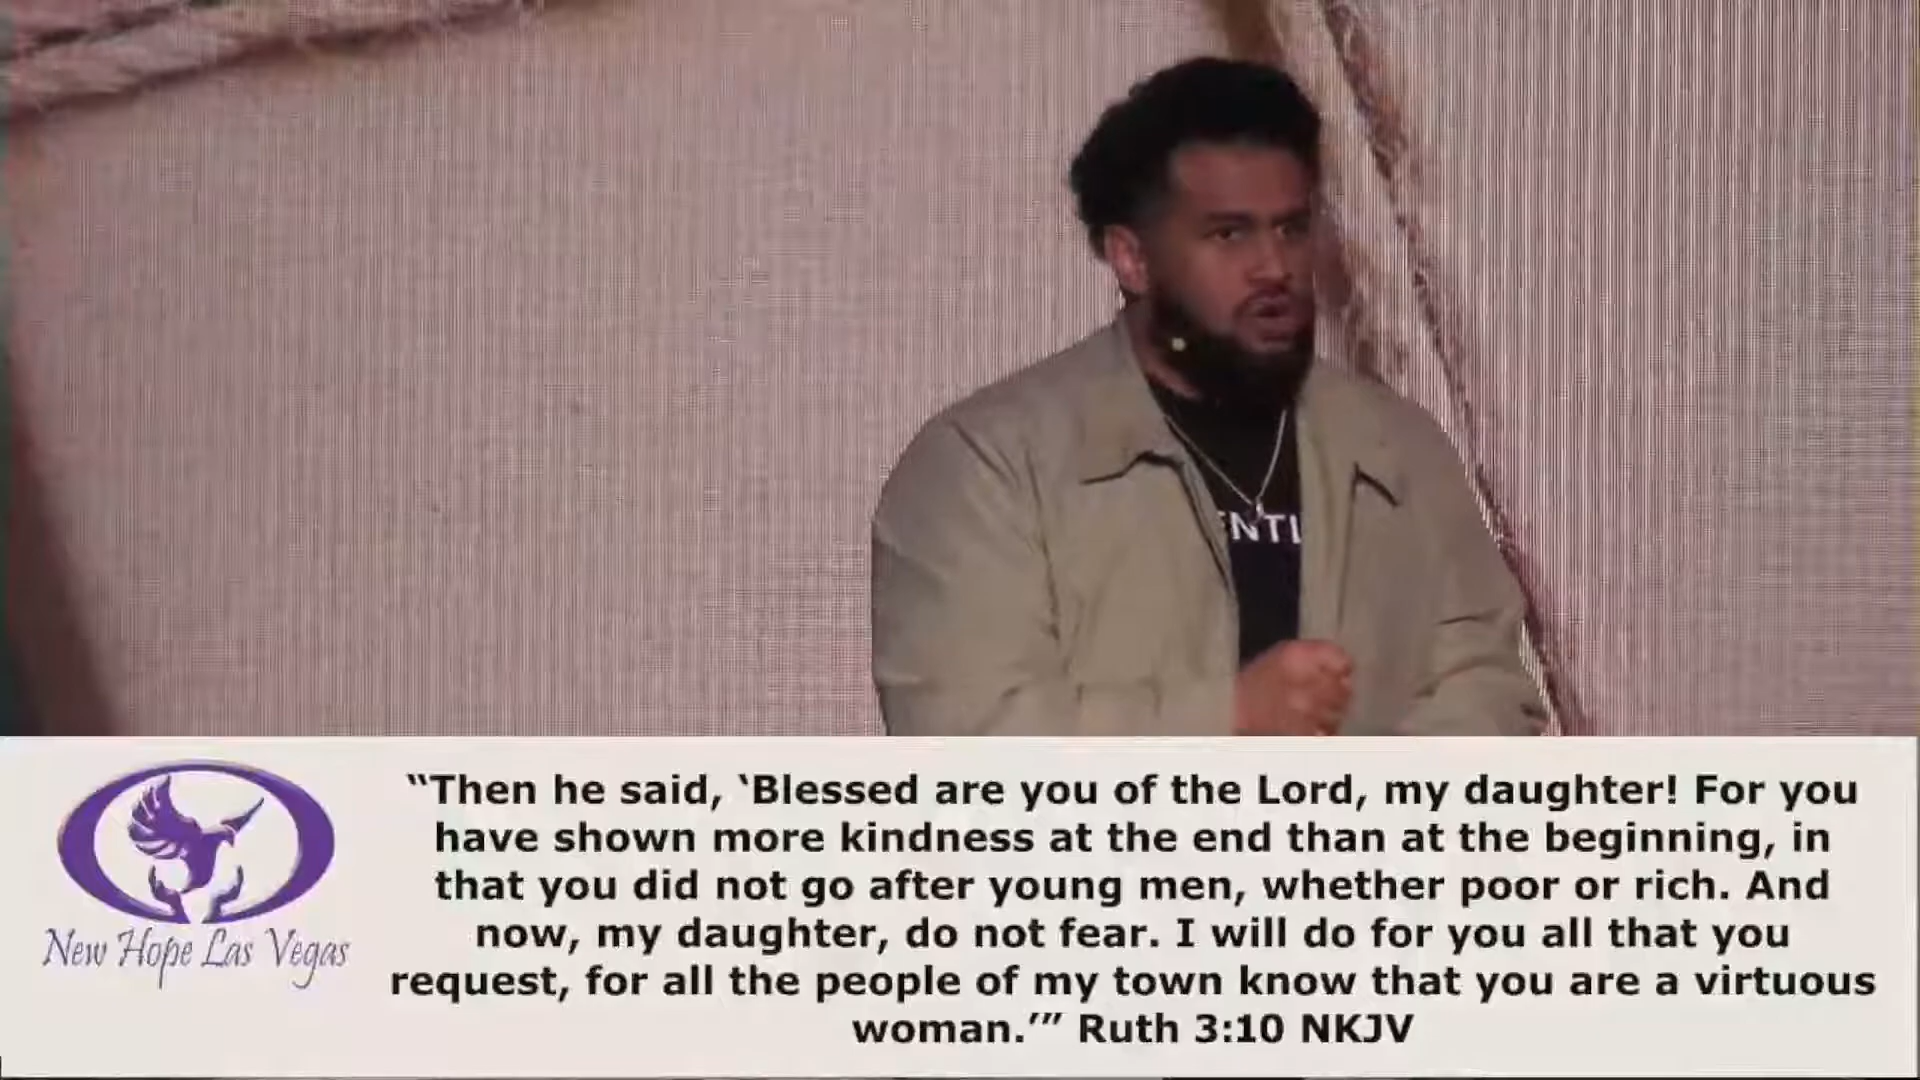 ENTI
“Then he said, ‘Blessed are you of the Lord, my daughter! For you
have shown more kindness at the end than at the beginning, in
that you did not go after young men, whether poor or rich. And
now, my daughter, do not fear. I will do for you all that you
request, for all the people of my town know that you are a virtuous
woman.’” Ruth 3:10 NKJV
New Hope Las Vegas